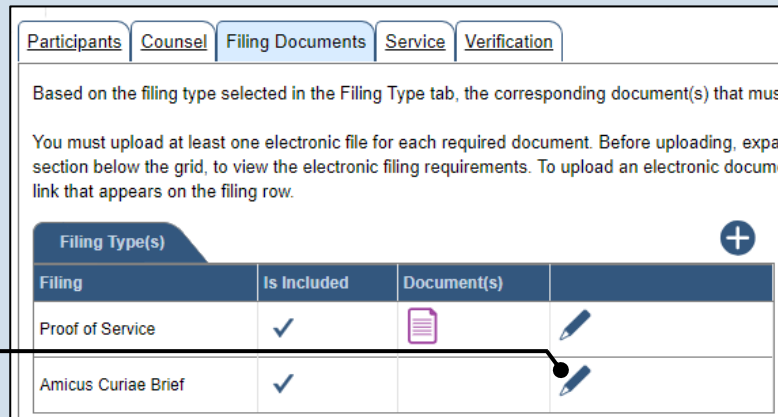 Participants Counsel Filing Documents Service Verification
Based on the filing type selected in the Filing Type tab, the corresponding document(s) that
You must upload at least one electronic file for each required document. Before uploading,
section below the grid, to view the electronic filing requirements. To upload an electronic
link that appears on the filing row.
Filing Type(s)
Filing Is Included Document(s)
Proof of Service
Amicus Curiae Brief